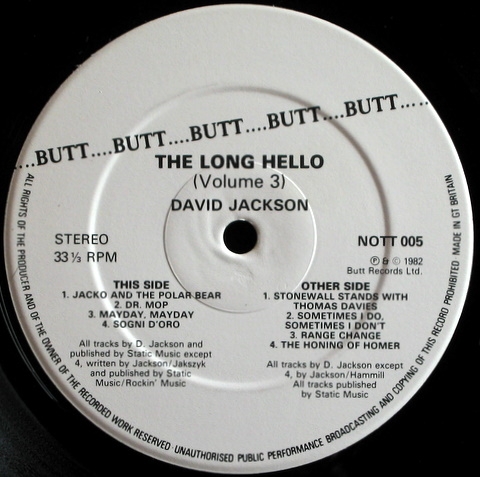 ...BUTT....BUTT....BUTT....BUTT....BUTT.....
THE LONG HELLO
(Volume 3)
DAVID JACKSON
STEREO
33⅓ RPM
NOTT 005
℗ & © 1982
Butt Records Ltd.
THIS SIDE
1. JACKO AND THE POLAR BEAR
2. DR. MOP
3. MAYDAY, MAYDAY
4. SOGNI D'ORO
All tracks by D. Jackson and
published by Static Music except
4, written by Jackson/Jakszyk
and published by Static
Music/Rockin' Music
OTHER SIDE
1. STONEWALL STANDS WITH
THOMAS DAVIES
2. SOMETIMES I DO,
SOMETIMES I DON'T
3. RANGE CHANGE
4. THE HONING OF HOMER
All tracks by D. Jackson except
4, by Jackson/Hammill
All tracks published
by Static Music
ALL RIGHTS OF THE PRODUCER AND OF THE OWNER OF THE RECORDED WORK RESERVED UNAUTHORISED PUBLIC PERFORMANCE BROADCASTING AND COPYING OF THIS RECORD PROHIBITED MADE IN GT BRITAIN